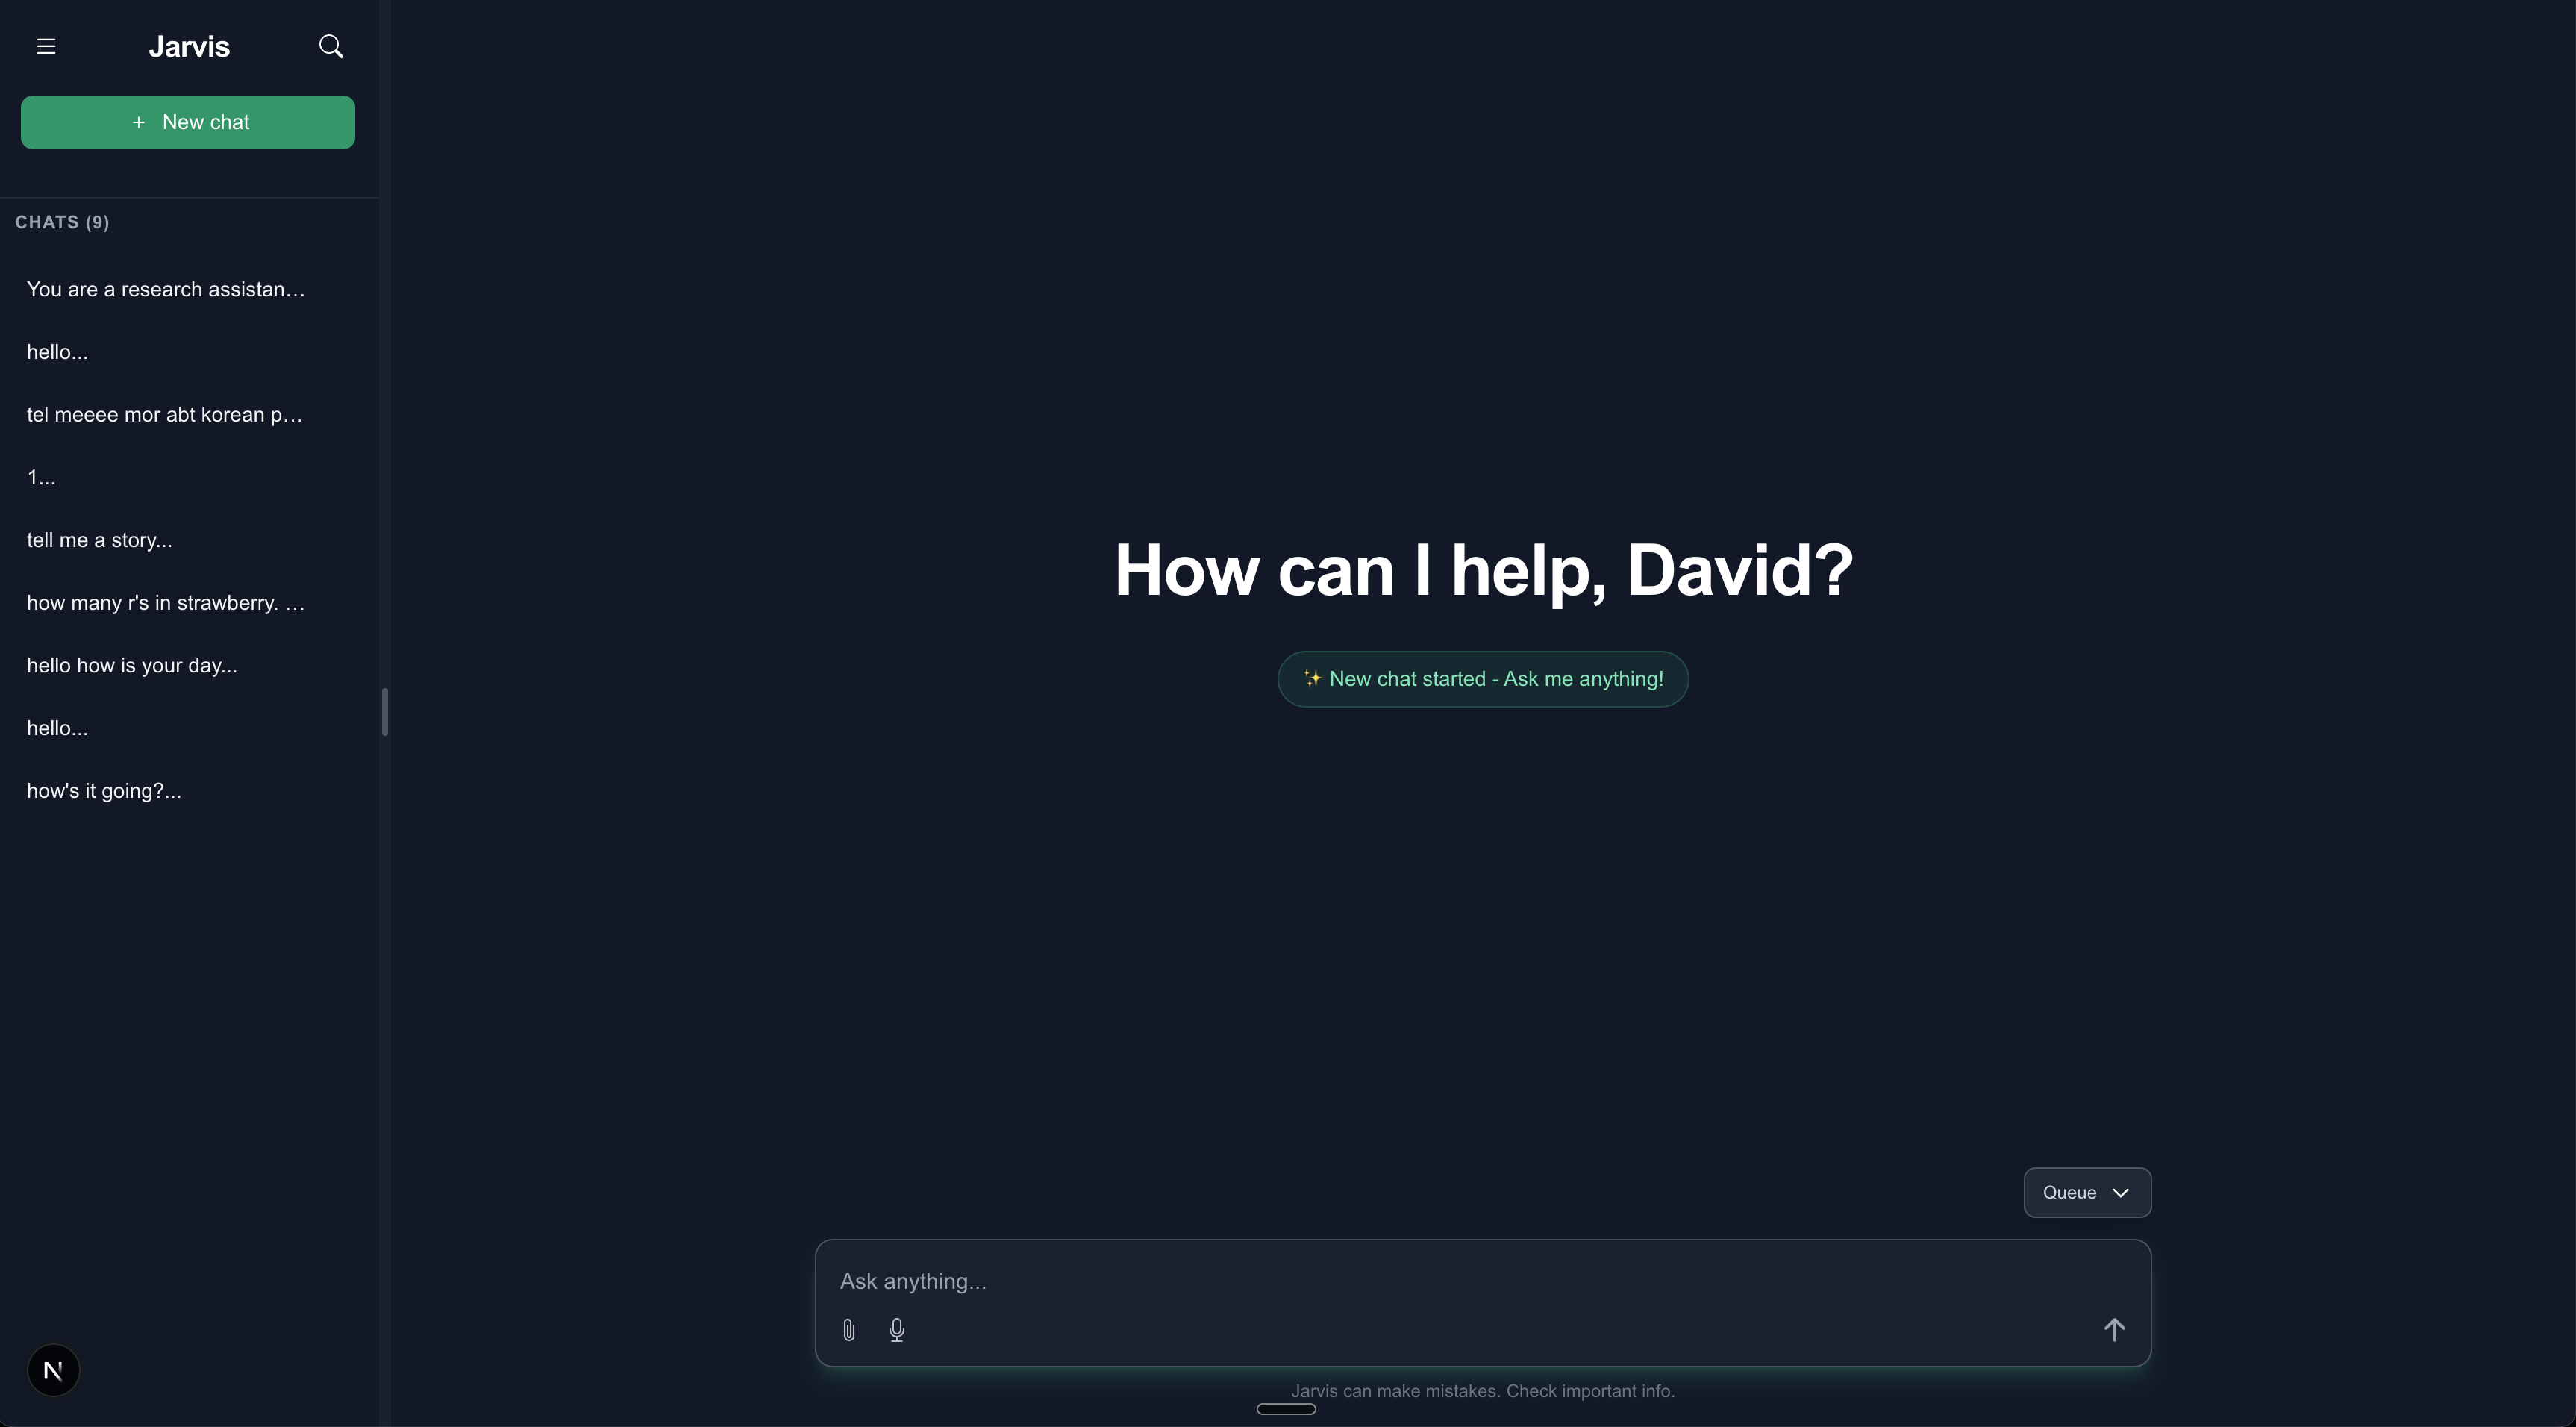 Jarvis
+ New chat
CHATS (9)
You are a research assistan...
hello...
tel meeee mor abt korean p...
1...
tell me a story...
how many r's in strawberry. ...
hello how is your day...
hello...
how's it going?...
N
How can I help, David?
✨ New chat started - Ask me anything!
Queue
Ask anything...
Jarvis can make mistakes. Check important info.